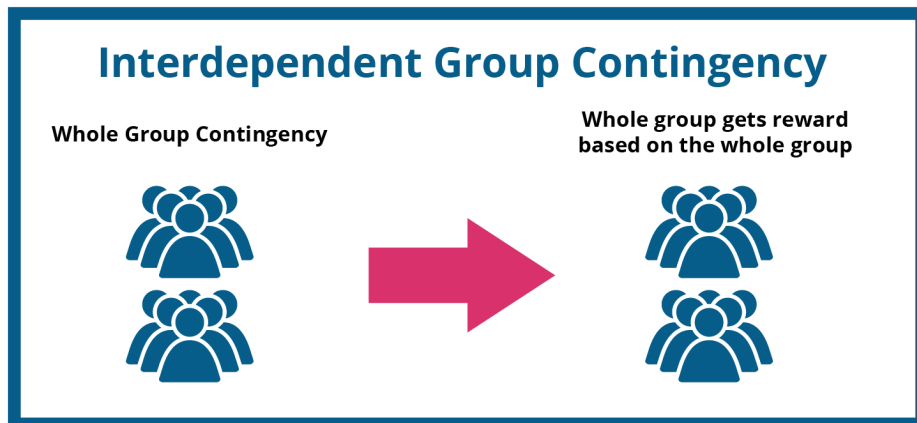 Interdependent Group Contingency
Whole Group Contingency
Whole group gets reward
based on the whole group